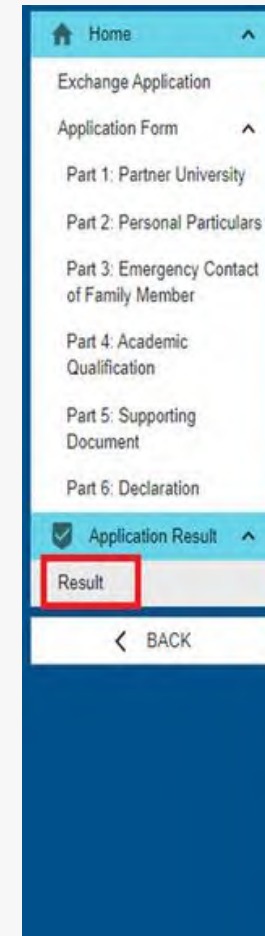 Home
Exchange Application
Application Form
Part 1: Partner University
Part 2: Personal Particulars
Part 3: Emergency Contact
of Family Member
Part 4: Academic
Qualification
Part 5: Supporting
Document
Part 6: Declaration
Application Result
Result
BACK